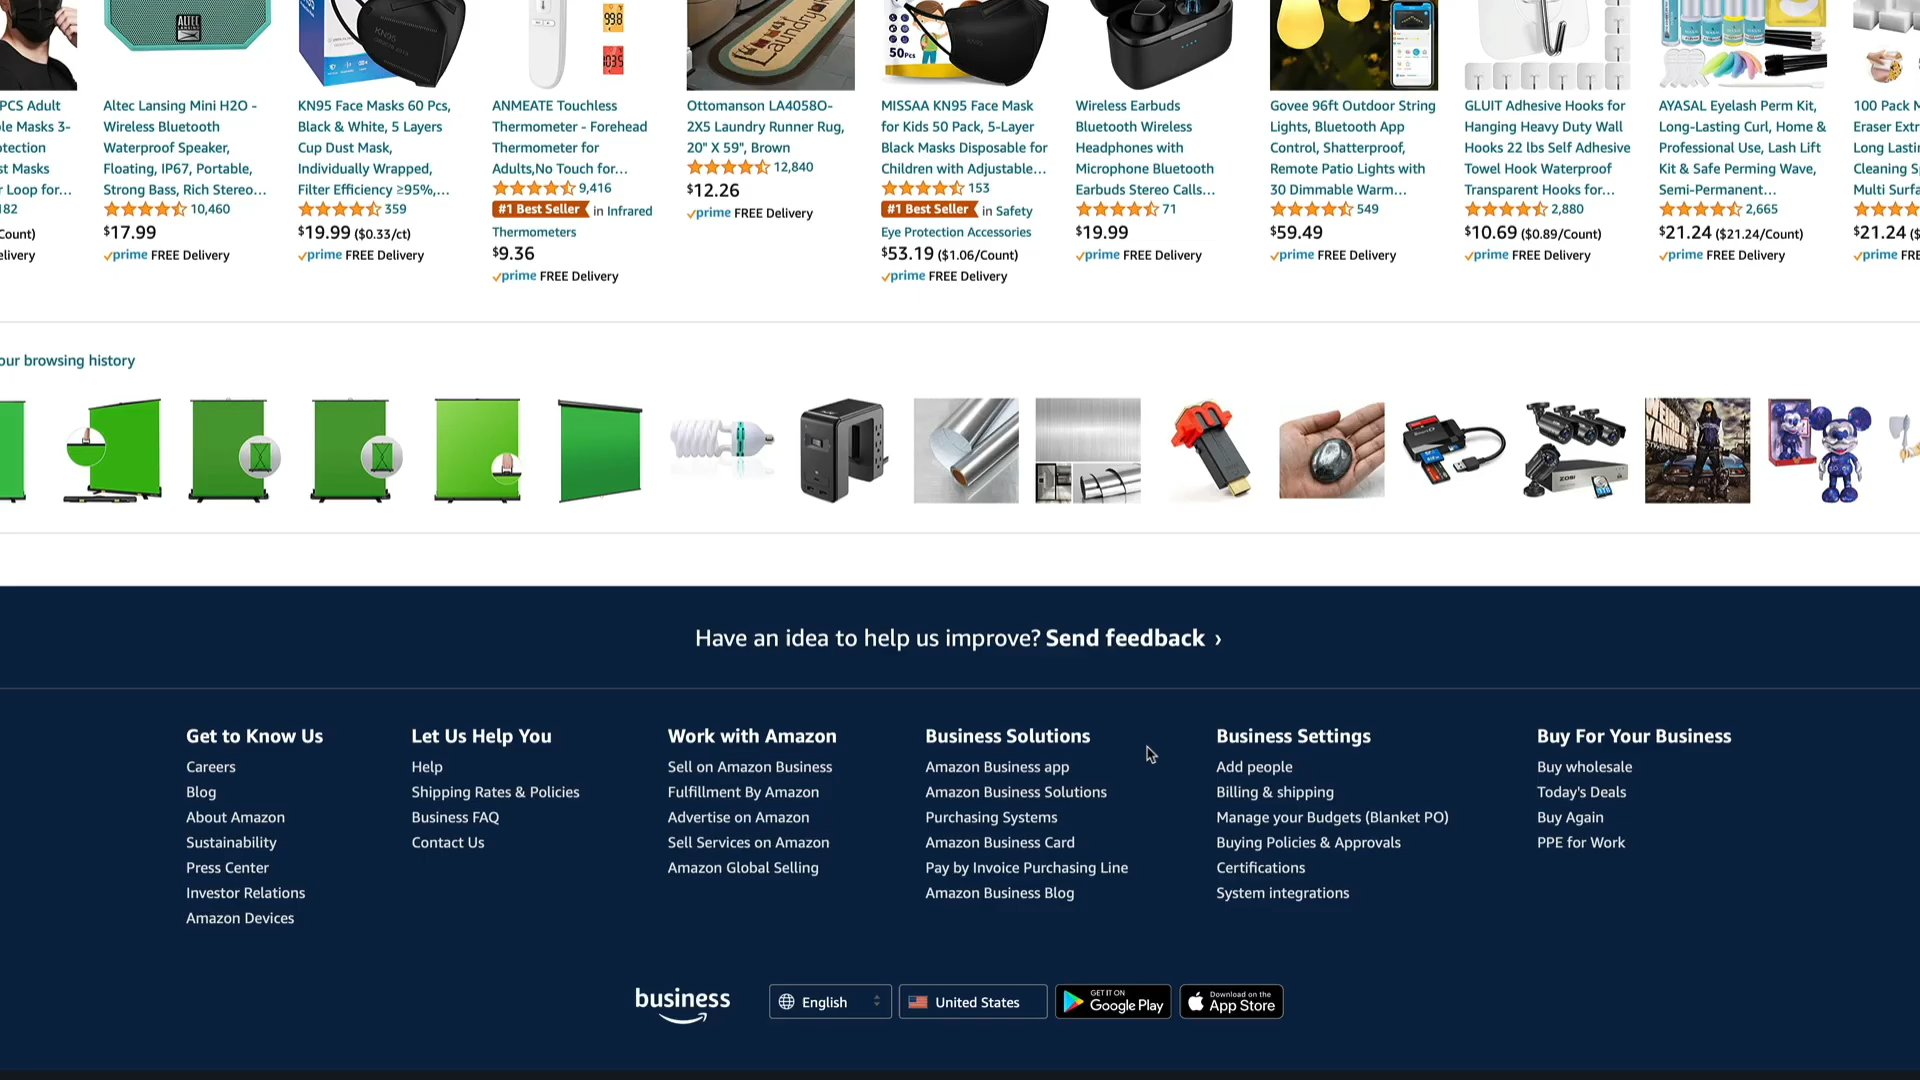 PCS Adult
le Masks 3-
otection
st Masks
r Loop for...
182
Count)
elivery
ALTEC
LANSING
Altec Lansing Mini H2O -
Wireless Bluetooth
Waterproof Speaker,
Floating, IP67, Portable,
Strong Bass, Rich Stereo...
10,460
$17.99
prime FREE Delivery
KN95
KN95 Face Masks 60 Pcs,
Black & White, 5 Layers
Cup Dust Mask,
Individually Wrapped,
Filter Efficiency ≥95%,...
359
$19.99 ($0.33/ct)
prime FREE Delivery
99.8
103.5
ANMEATE Touchless
Thermometer - Forehead
Thermometer for
Adults,No Touch for...
9,416
#1 Best Seller in Infrared
Thermometers
$9.36
prime FREE Delivery
Laundry
Ottomanson LA4058O-
2X5 Laundry Runner Rug,
20" X 59", Brown
12,840
$12.26
prime FREE Delivery
50Pcs
MISSAA KN95 Face Mask
for Kids 50 Pack, 5-Layer
Black Masks Disposable for
Children with Adjustable...
153
#1 Best Seller in Safety
Eye Protection Accessories
$53.19 ($1.06/Count)
prime FREE Delivery
Wireless Earbuds
Bluetooth Wireless
Headphones with
Microphone Bluetooth
Earbuds Stereo Calls...
71
$19.99
prime FREE Delivery
Govee 96ft Outdoor String
Lights, Bluetooth App
Control, Shatterproof,
Remote Patio Lights with
30 Dimmable Warm...
549
$59.49
prime FREE Delivery
GLUIT Adhesive Hooks for
Hanging Heavy Duty Wall
Hooks 22 lbs Self Adhesive
Towel Hook Waterproof
Transparent Hooks for...
2,880
$10.69 ($0.89/Count)
prime FREE Delivery
AYASAL Eyelash Perm Kit,
Long-Lasting Curl, Home &
Professional Use, Lash Lift
Kit & Safe Perming Wave,
Semi-Permanent...
2,665
$21.24 ($21.24/Count)
prime FREE Delivery
100 Pack M
Eraser Extr
Long Lastin
Cleaning S
Multi Surfa
$21.24 ($
prime FRE
our browsing history
ZOSI
Have an idea to help us improve? Send feedback ›
Get to Know Us
Careers
Blog
About Amazon
Sustainability
Press Center
Investor Relations
Amazon Devices
Let Us Help You
Help
Shipping Rates & Policies
Business FAQ
Contact Us
Work with Amazon
Sell on Amazon Business
Fulfillment By Amazon
Advertise on Amazon
Sell Services on Amazon
Amazon Global Selling
Business Solutions
Amazon Business app
Amazon Business Solutions
Purchasing Systems
Amazon Business Card
Pay by Invoice Purchasing Line
Amazon Business Blog
Business Settings
Add people
Billing & shipping
Manage your Budgets (Blanket PO)
Buying Policies & Approvals
Certifications
System integrations
Buy For Your Business
Buy wholesale
Today's Deals
Buy Again
PPE for Work
business
English
United States
GET IT ON
Google Play
Download on the
App Store